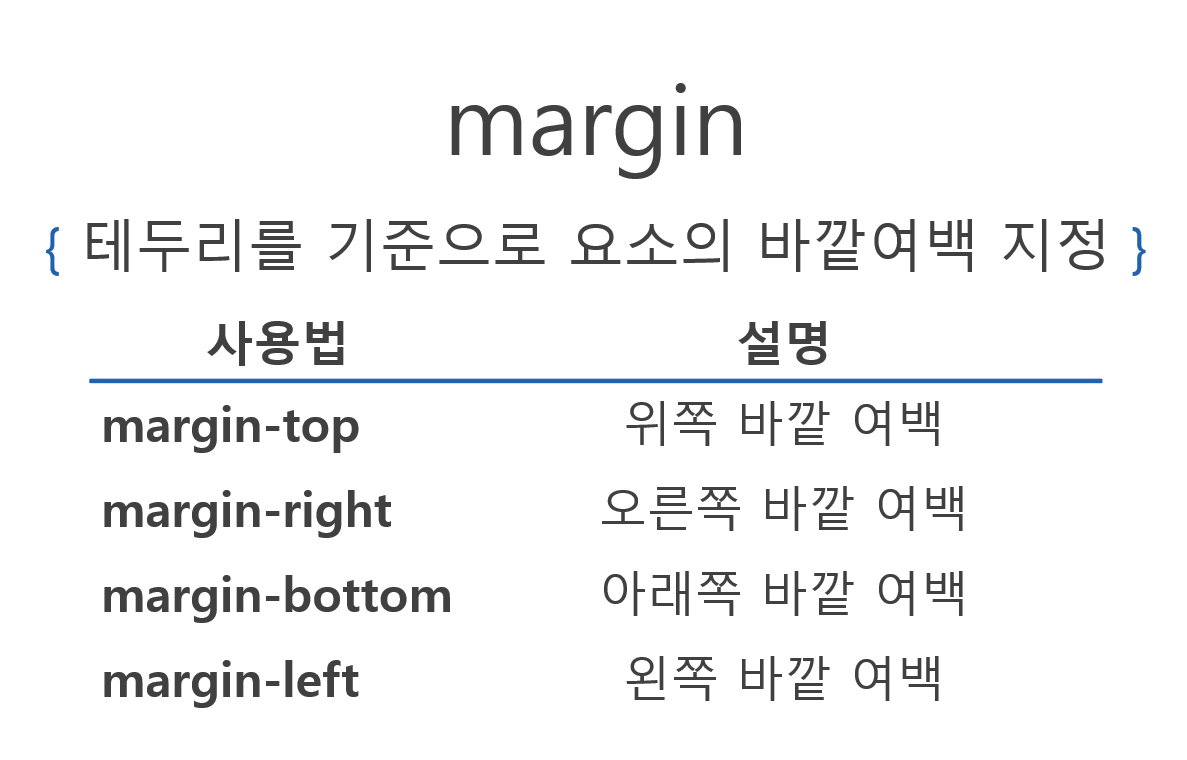 margin
{ 테두리를 기준으로 요소의 바깥여백 지정 }
사용법 설명
margin-top 위쪽 바깥 여백
margin-right 오른쪽 바깥 여백
margin-bottom 아래쪽 바깥 여백
margin-left 왼쪽 바깥 여백